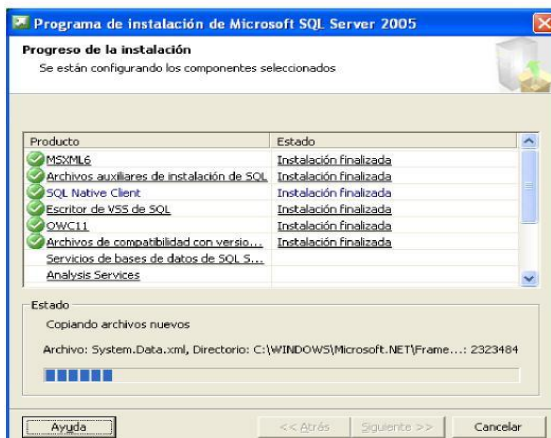 Programa de instalación de Microsoft SQL Server 2005
Progreso de la instalación
Se están configurando los componentes seleccionados
Producto Estado
MSXML6 Instalación finalizada
Archivos auxiliares de instalación de SQL Instalación finalizada
SQL Native Client Instalación finalizada
Escritor de VSS de SQL Instalación finalizada
OWC11 Instalación finalizada
Archivos de compatibilidad con versio... Instalación finalizada
Servicios de bases de datos de SQL S...
Analysis Services
Estado
Copiando archivos nuevos
Archivo: System.Data.xml, Directorio: C:\WINDOWS\Microsoft.NET\Frame...: 2323484
Ayuda << Atrás Siguiente >> Cancelar